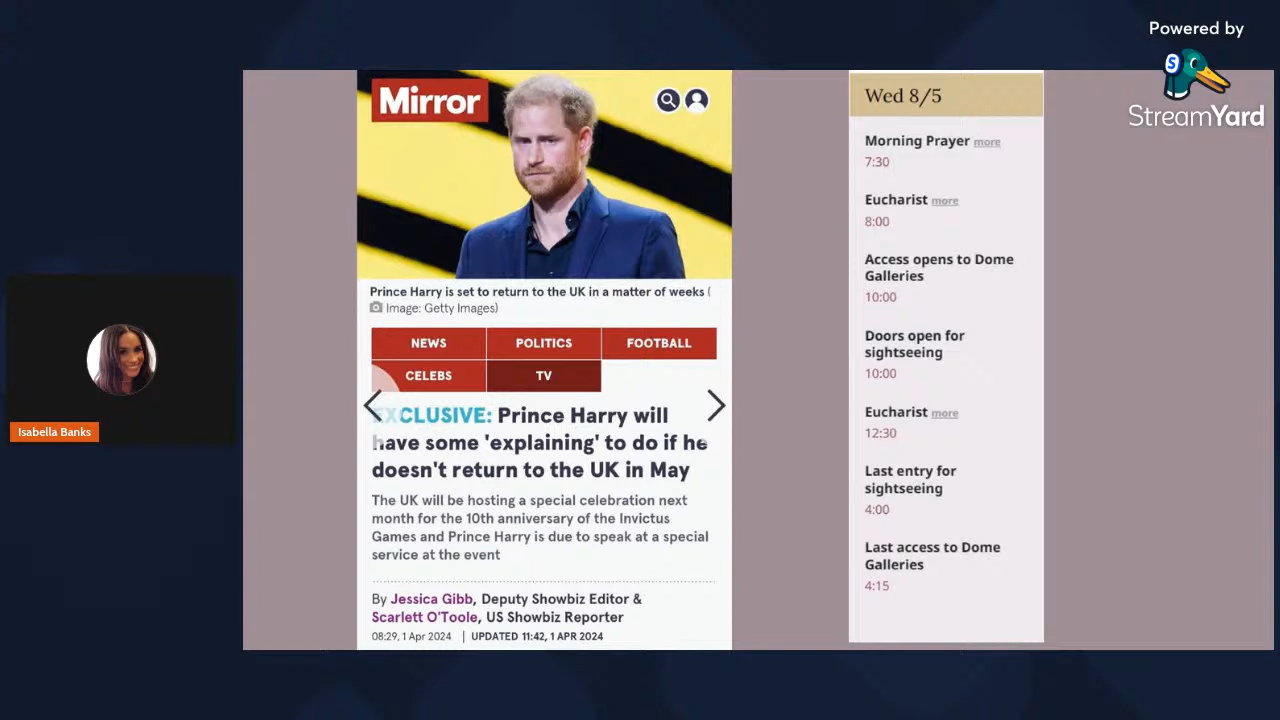 Powered by
StreamYard
Mirror
Prince Harry is set to return to the UK in a matter of weeks (
Image: Getty Images)
NEWS
POLITICS
FOOTBALL
CELEBS
TV
EXCLUSIVE: Prince Harry will
have some 'explaining' to do if he
doesn't return to the UK in May
The UK will be hosting a special celebration next
month for the 10th anniversary of the Invictus
Games and Prince Harry is due to speak at a special
service at the event
By Jessica Gibb, Deputy Showbiz Editor &
Scarlett O'Toole, US Showbiz Reporter
08:29, 1 Apr 2024 | UPDATED 11:42, 1 APR 2024
Wed 8/5
Morning Prayer more
7:30
Eucharist more
8:00
Access opens to Dome
Galleries
10:00
Doors open for
sightseeing
10:00
Eucharist more
12:30
Last entry for
sightseeing
4:00
Last access to Dome
Galleries
4:15
Isabella Banks